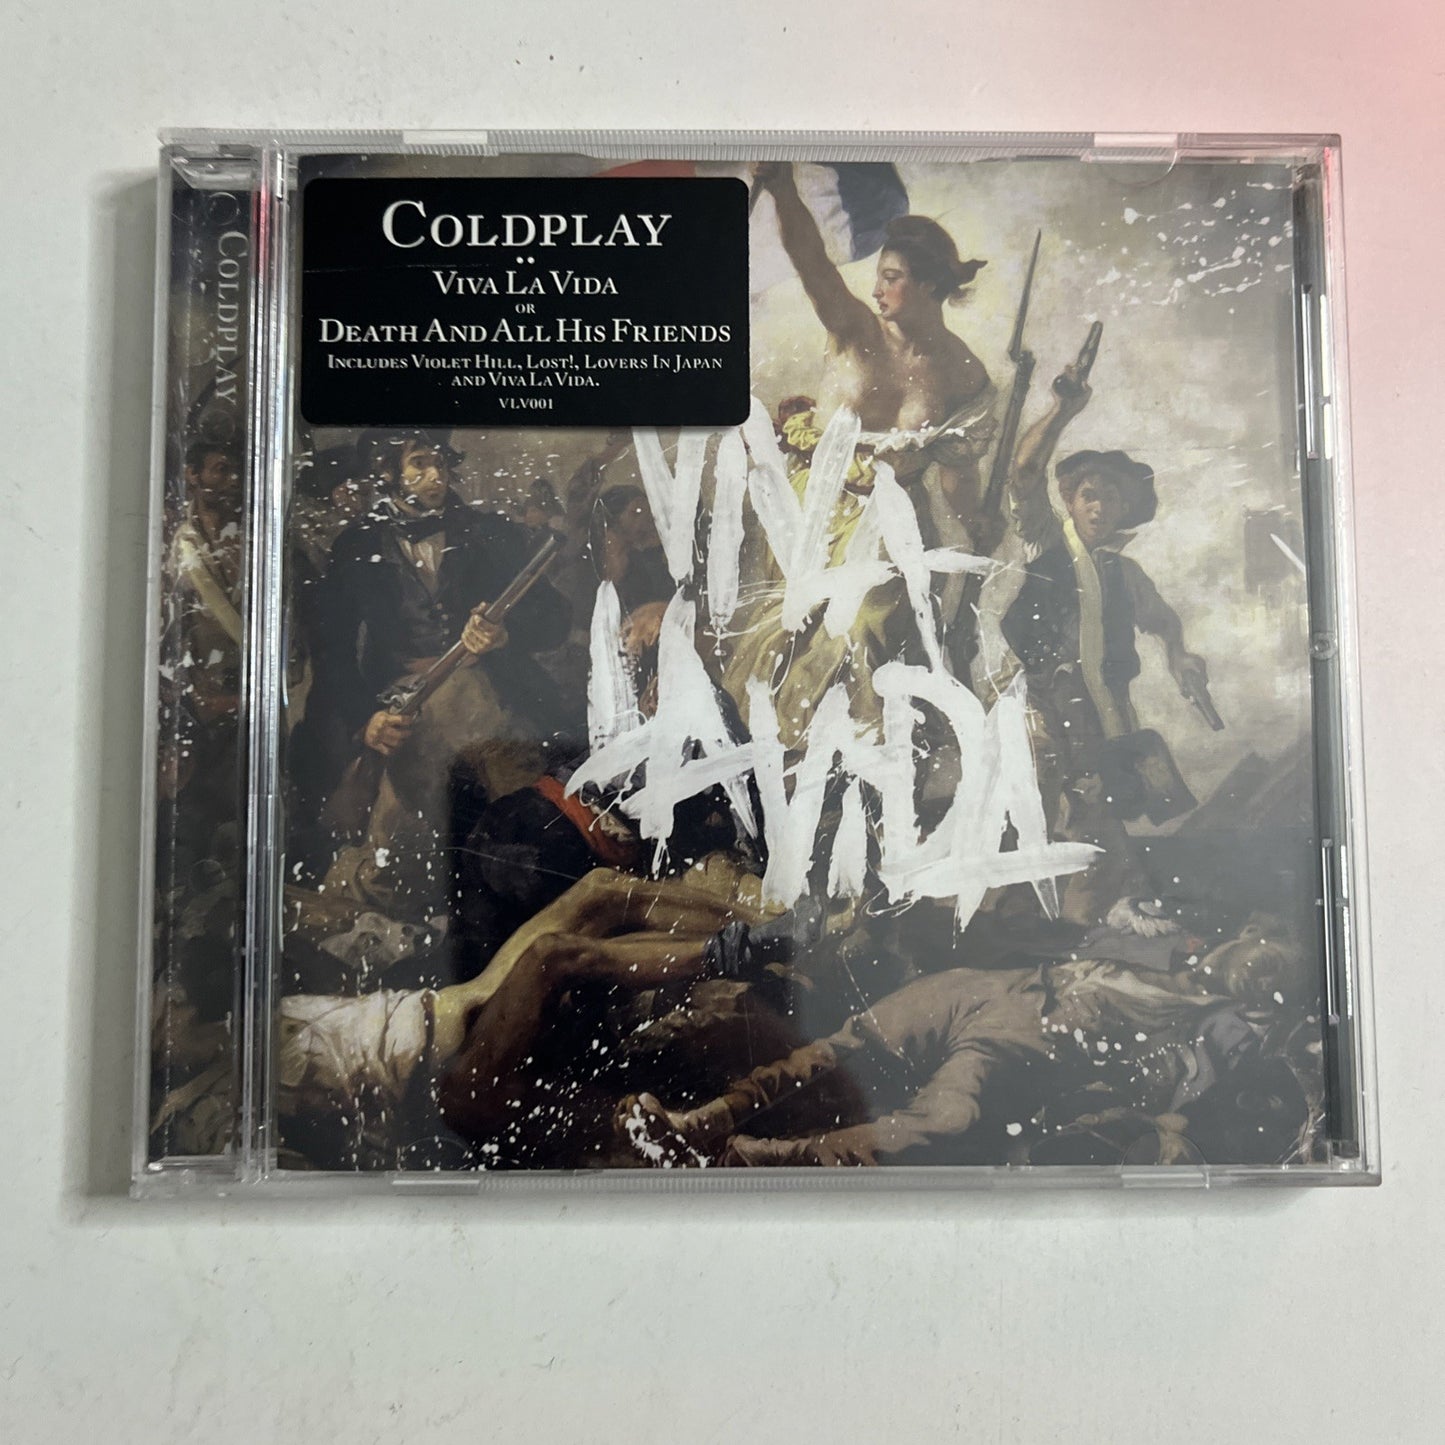 COLDPLAY
VIVA LA VIDA
OR
DEATH AND ALL HIS FRIENDS
INCLUDES VIOLET HILL, LOST!, LOVERS IN JAPAN
AND VIVA LA VIDA.
VLV001
COLDPLAY
VIVA
LA VIDA